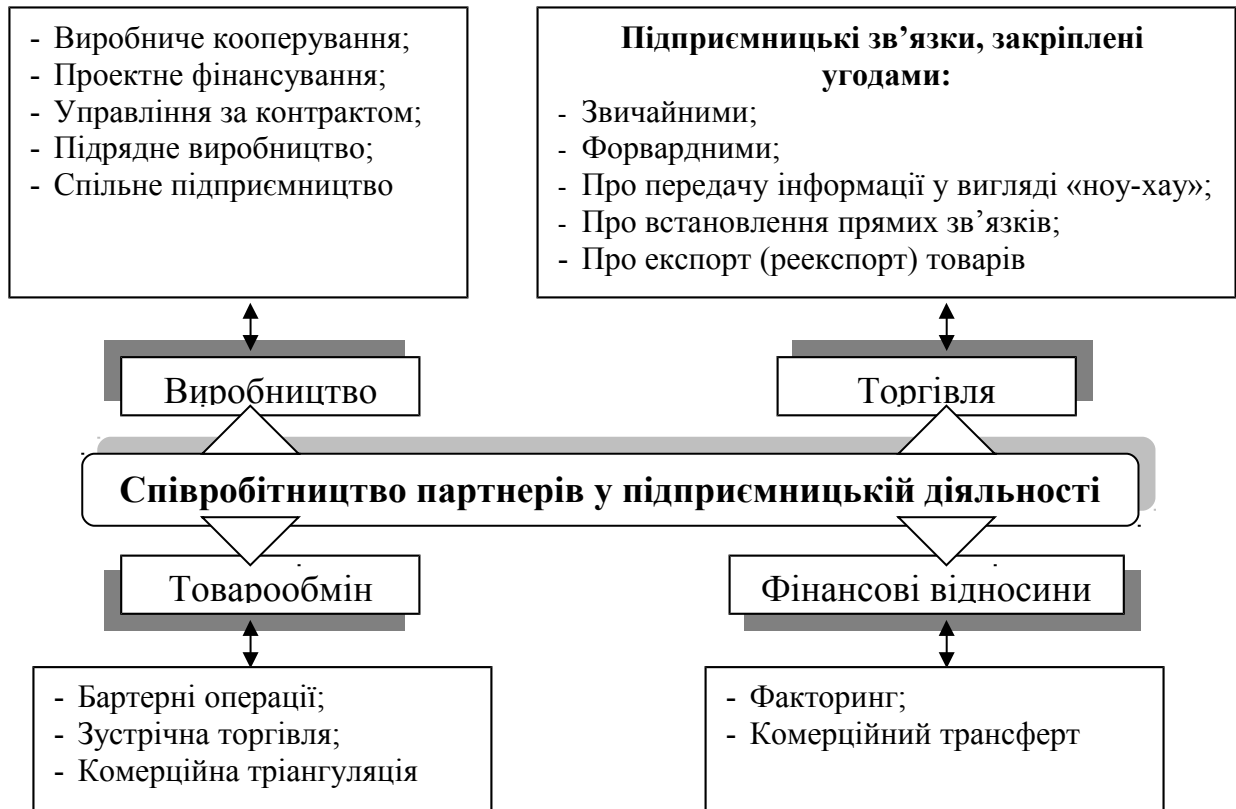 - Виробниче кооперування;
- Проектне фінансування;
- Управління за контрактом;
- Підрядне виробництво;
- Спільне підприємництво
Підприємницькі зв’язки, закріплені
угодами:
- Звичайними;
- Форвардними;
- Про передачу інформації у вигляді «ноу-хау»;
- Про встановлення прямих зв’язків;
- Про експорт (реекспорт) товарів
Виробництво
Торгівля
Співробітництво партнерів у підприємницькій діяльності
Товарообмін
Фінансові відносини
- Бартерні операції;
- Зустрічна торгівля;
- Комерційна тріангуляція
- Факторинг;
- Комерційний трансферт